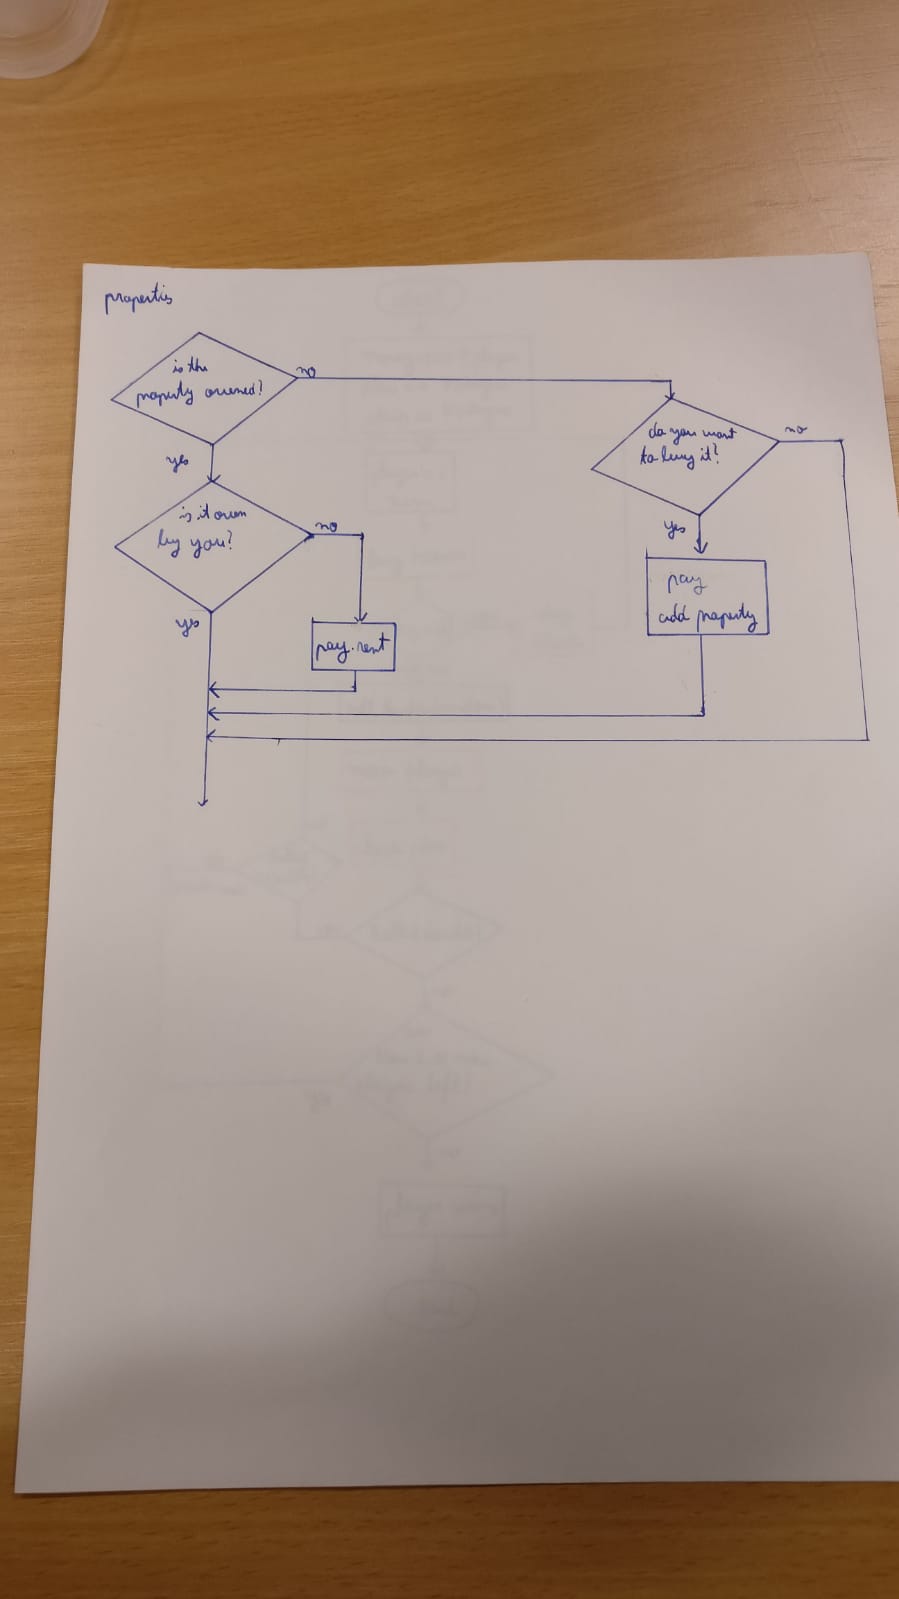 properties
is the
property owened?
no
yes
do you want
to buy it?
no
yes
is it own
by you?
no
yes
pay
add property
pay rent